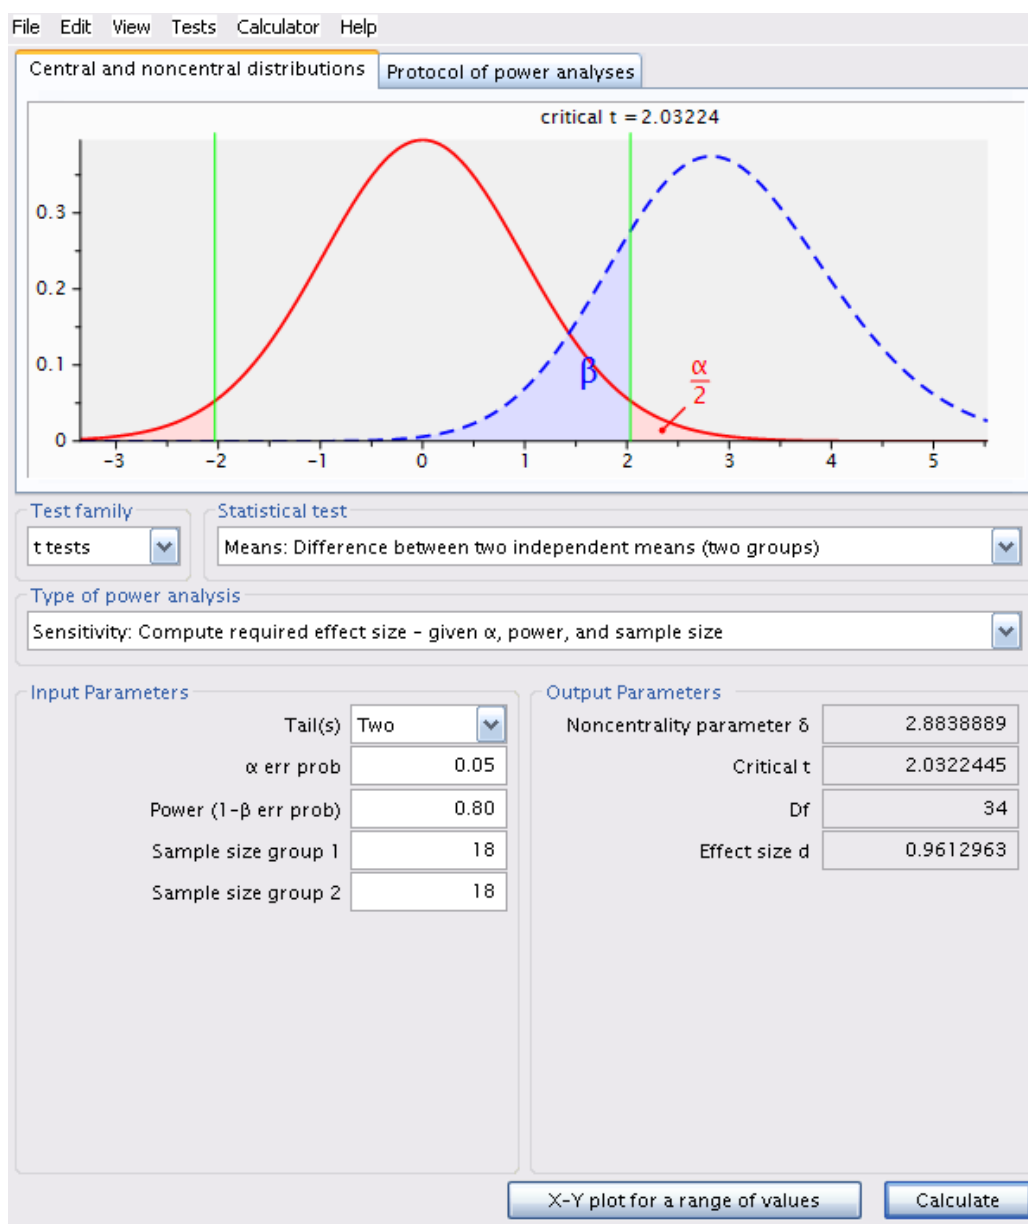 File Edit View Tests Calculator Help
Central and noncentral distributions Protocol of power analyses
critical t = 2.03224
0.3
0.2
0.1
0
β
α
2
-3 -2 -1 0 1 2 3 4 5
Test family Statistical test
t tests Means: Difference between two independent means (two groups)
Type of power analysis
Sensitivity: Compute required effect size – given α, power, and sample size
Input Parameters Output Parameters
Tail(s) Two Noncentrality parameter δ 2.8838889
α err prob 0.05 Critical t 2.0322445
Power (1-β err prob) 0.80 Df 34
Sample size group 1 18 Effect size d 0.9612963
Sample size group 2 18
X-Y plot for a range of values Calculate